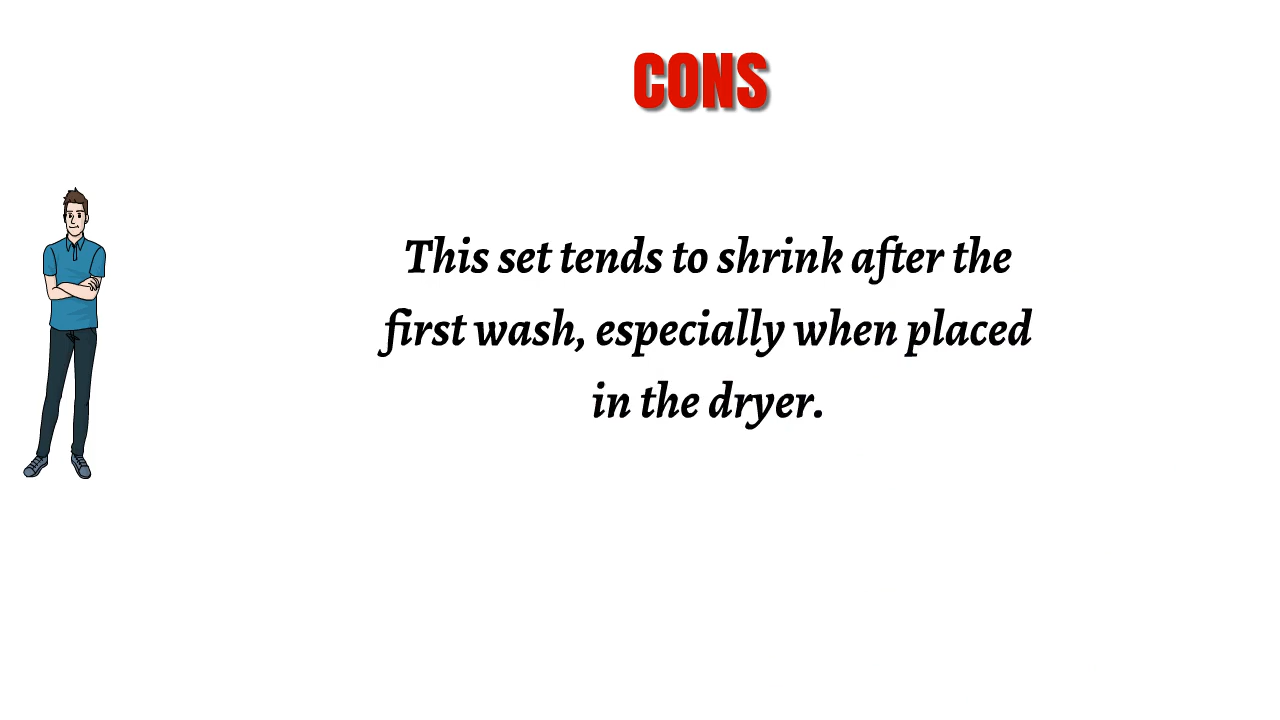 CONS
This set tends to shrink after the
first wash, especially when placed
in the dryer.